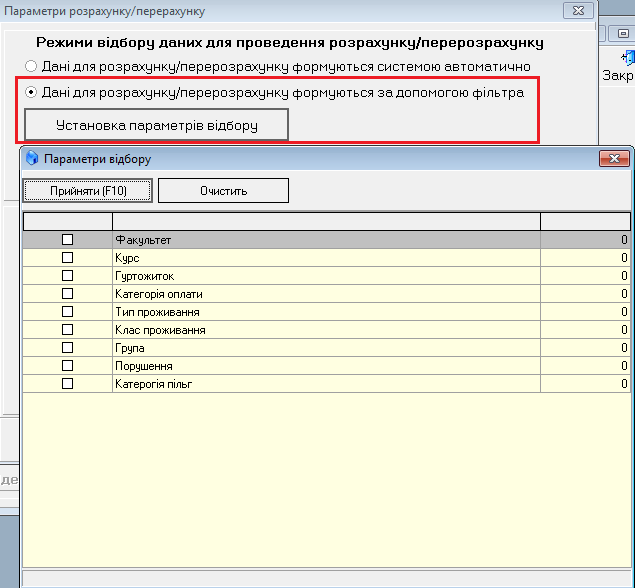 Параметри розрахунку/перерахунку
Режими відбору даних для проведення розрахунку/перерозрахунку
Дані для розрахунку/перерозрахунку формуються системою автоматично
Дані для розрахунку/перерозрахунку формуються за допомогою фільтра
Закр
Установка параметрів відбору
Параметри відбору
Прийняти (F10) Очистить
Факультет 0
Курс 0
Гуртожиток 0
Категорія оплати 0
Тип проживання 0
Клас проживання 0
Група 0
Порушення 0
Катерогія пільг 0
де